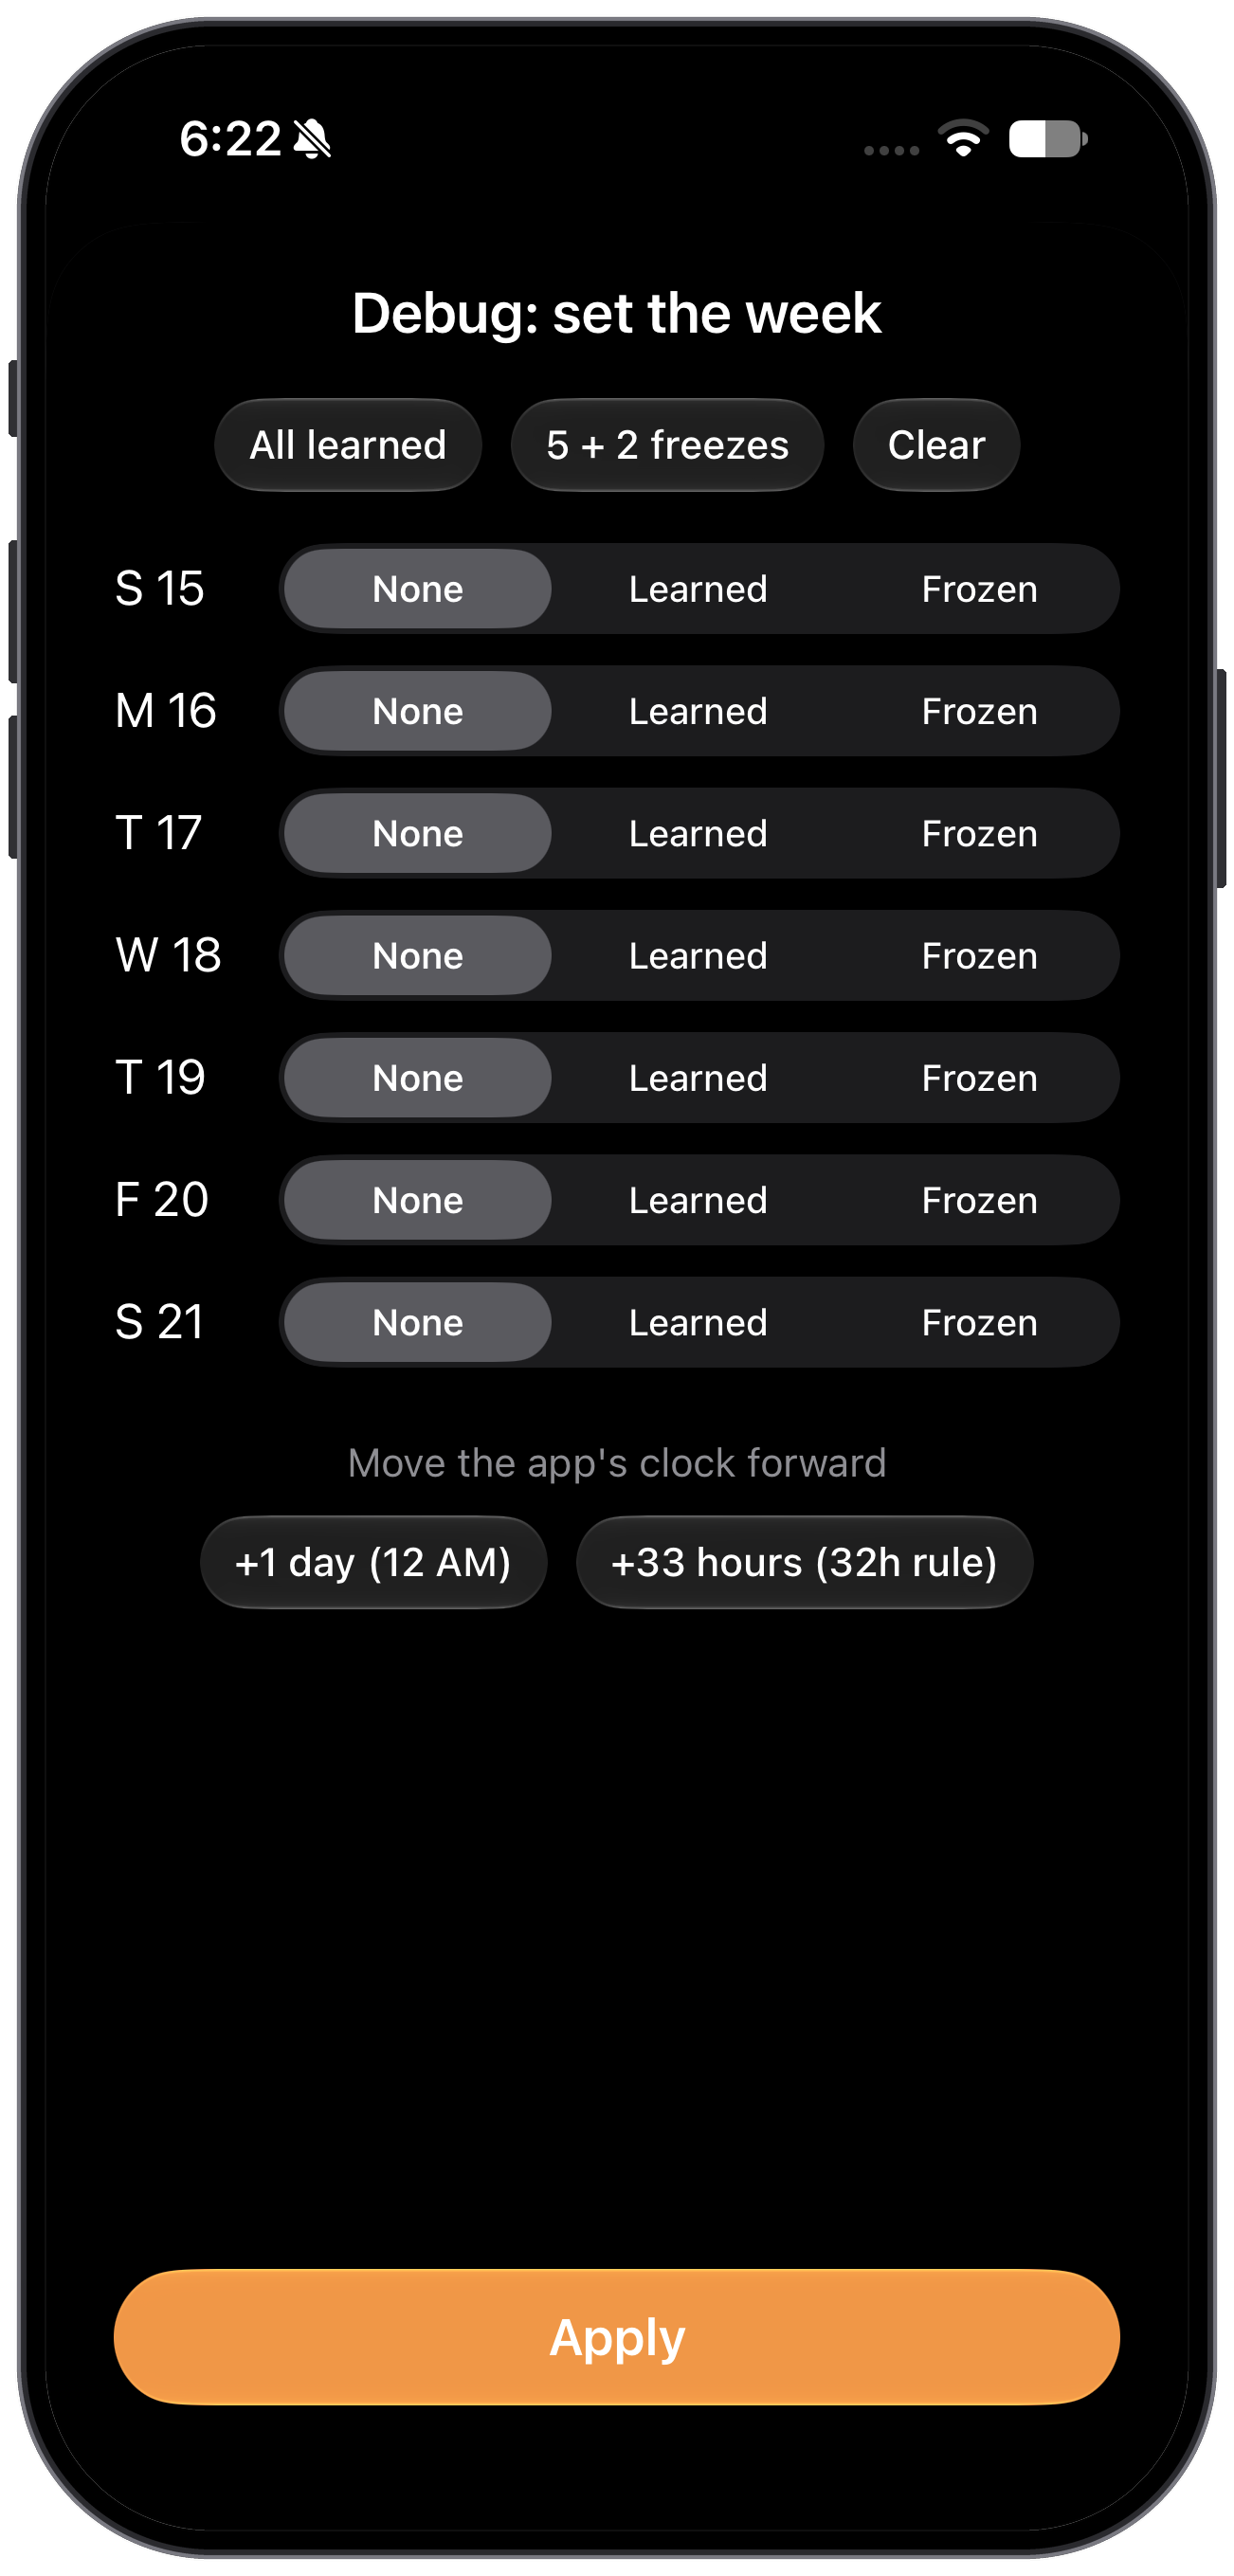 6:22
Debug: set the week
All learned 5 + 2 freezes Clear
S 15 None Learned Frozen
M 16 None Learned Frozen
T 17 None Learned Frozen
W 18 None Learned Frozen
T 19 None Learned Frozen
F 20 None Learned Frozen
S 21 None Learned Frozen
Move the app's clock forward
+1 day (12 AM) +33 hours (32h rule)
Apply